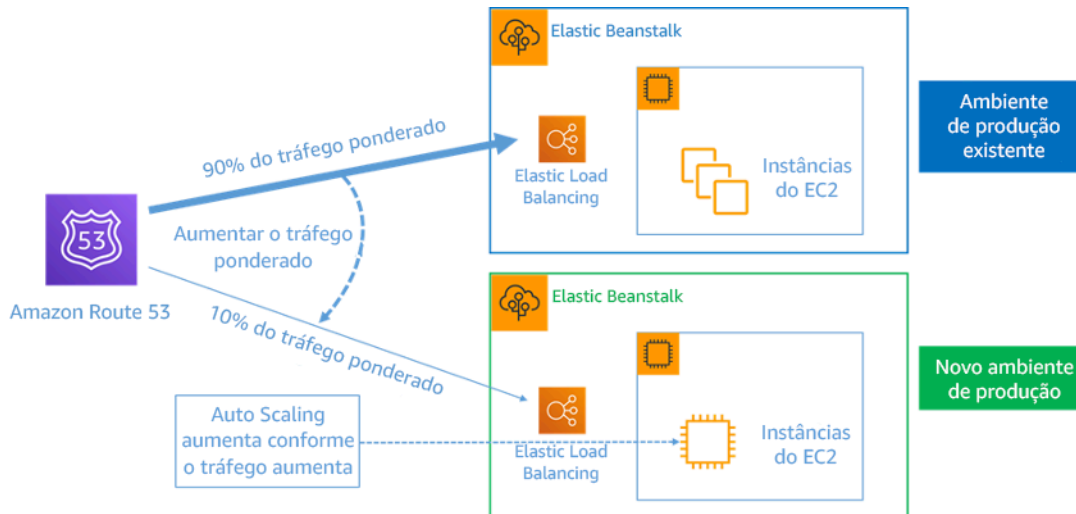 Elastic Beanstalk
90% do tráfego ponderado
Elastic Load
Balancing
Instâncias
do EC2
Ambiente
de produção
existente
53
Amazon Route 53
Aumentar o tráfego
ponderado
10% do tráfego ponderado
Elastic Beanstalk
Auto Scaling
aumenta conforme
o tráfego aumenta
Elastic Load
Balancing
Instâncias
do EC2
Novo ambiente
de produção